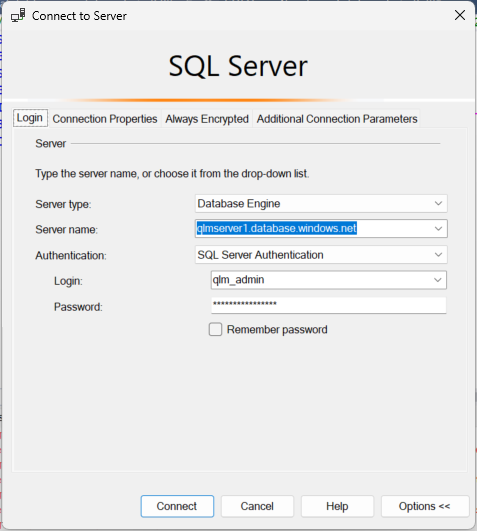 Connect to Server
SQL Server
Login Connection Properties Always Encrypted Additional Connection Parameters
Server
Type the server name, or choose it from the drop-down list.
Server type: Database Engine
Server name: qlmserver1.database.windows.net
Authentication: SQL Server Authentication
Login: qlm_admin
Password: ****************
Remember password
Connect Cancel Help Options <<